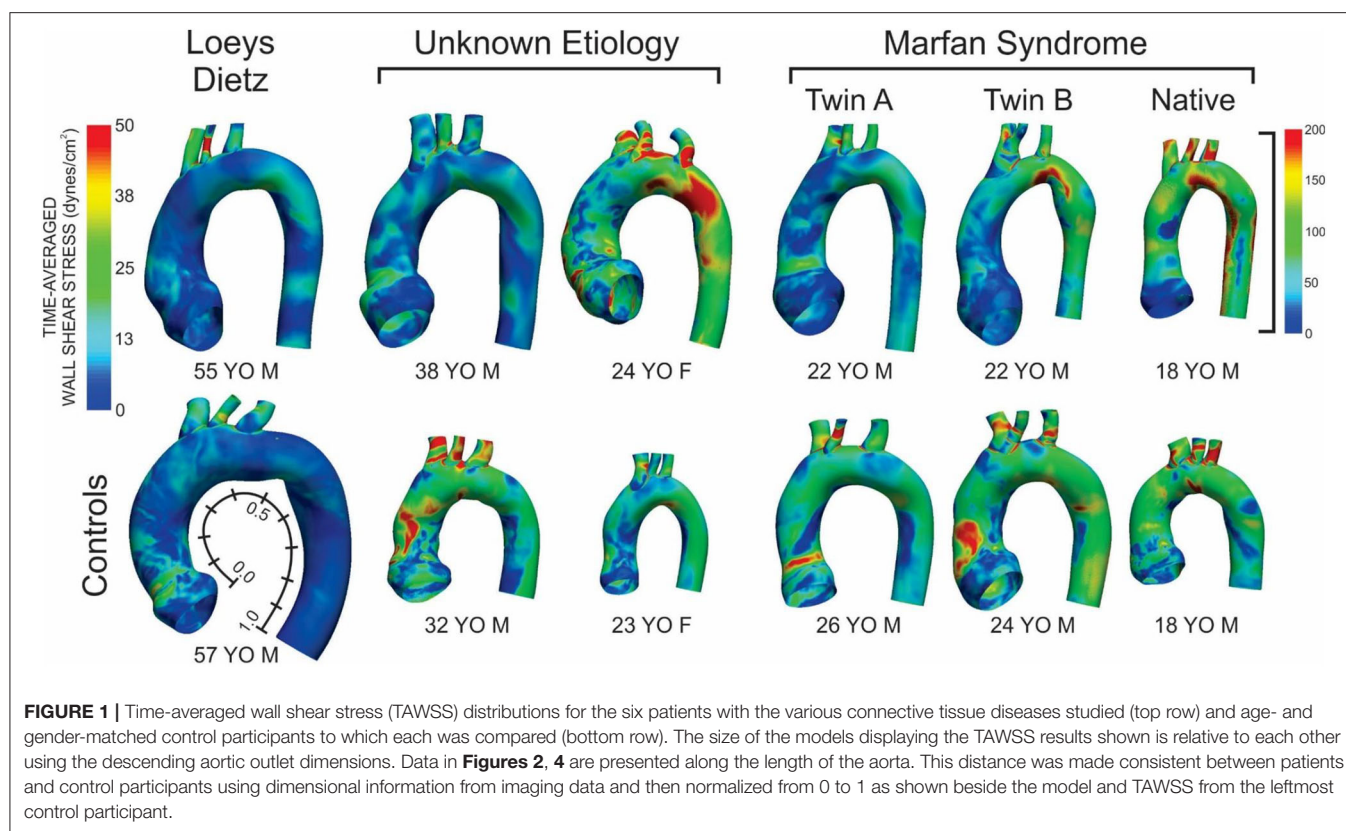 Loeys
Dietz
Unknown Etiology
Marfan Syndrome
Twin A
Twin B
Native
TIME-AVERAGED
WALL SHEAR STRESS (dynes/cm²)
50
38
25
13
0
200
150
100
50
0
55 YO M
38 YO M
24 YO F
22 YO M
22 YO M
18 YO M
Controls
0.0
0.5
1.0
57 YO M
32 YO M
23 YO F
26 YO M
24 YO M
18 YO M
FIGURE 1 | Time-averaged wall shear stress (TAWSS) distributions for the six patients with the various connective tissue diseases studied (top row) and age- and
gender-matched control participants to which each was compared (bottom row). The size of the models displaying the TAWSS results shown is relative to each other
using the descending aortic outlet dimensions. Data in Figures 2, 4 are presented along the length of the aorta. This distance was made consistent between patients
and control participants using dimensional information from imaging data and then normalized from 0 to 1 as shown beside the model and TAWSS from the leftmost
control participant.